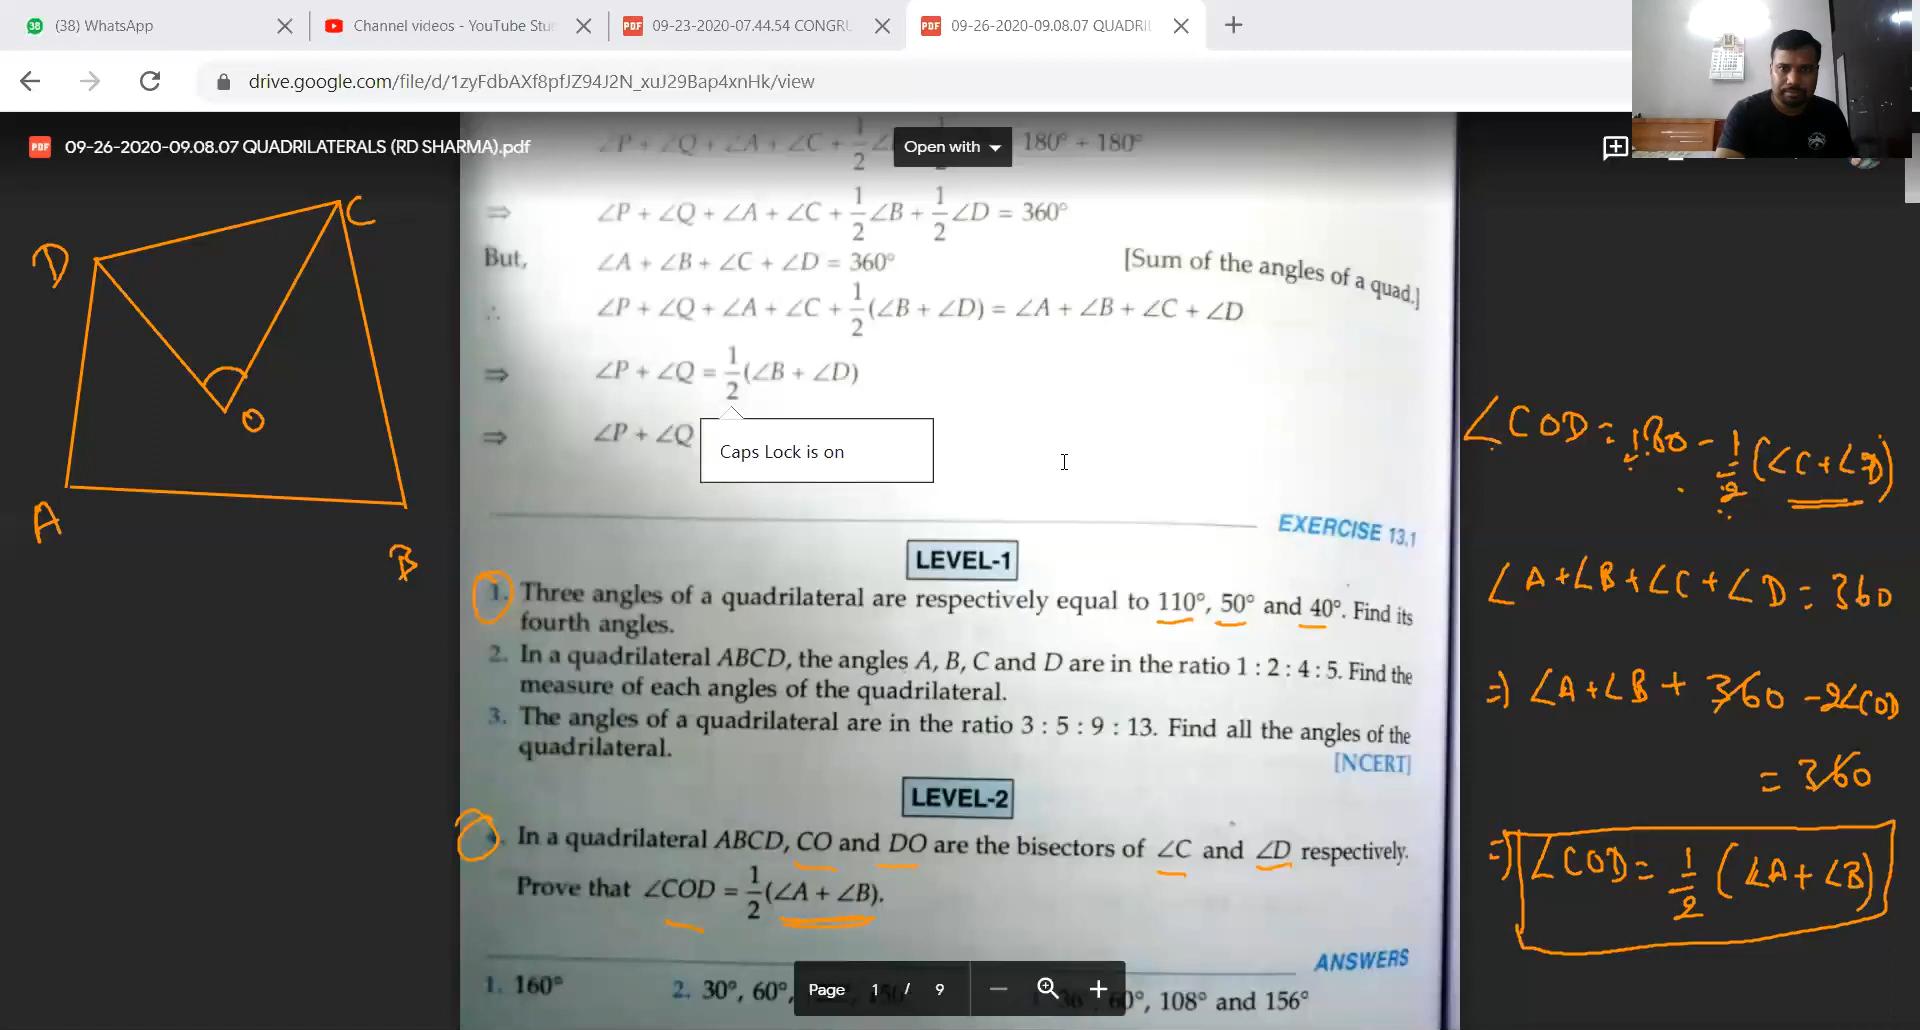 (38) WhatsApp
Channel videos - YouTube Stu
09-23-2020-07.44.54 CONGRU
09-26-2020-09.08.07 QUADRIL
drive.google.com/file/d/1zyFdbAXf8pfJZ94J2N_xuJ29Bap4xnHk/view
PDF 09-26-2020-09.08.07 QUADRILATERALS (RD SHARMA).pdf
Open with
∠P + ∠Q + ∠A + ∠C + 1/2 ∠ 180° + 180°
⇒ ∠P + ∠Q + ∠A + ∠C + 1/2 ∠B + 1/2 ∠D = 360°
But, ∠A + ∠B + ∠C + ∠D = 360° [Sum of the angles of a quad.]
∴ ∠P + ∠Q + ∠A + ∠C + 1/2 (∠B + ∠D) = ∠A + ∠B + ∠C + ∠D
⇒ ∠P + ∠Q = 1/2 (∠B + ∠D)
⇒ ∠P + ∠Q
Caps Lock is on
EXERCISE 13.1
LEVEL-1
1. Three angles of a quadrilateral are respectively equal to 110°, 50° and 40°. Find its
fourth angles.
2. In a quadrilateral ABCD, the angles A, B, C and D are in the ratio 1 : 2 : 4 : 5. Find the
measure of each angles of the quadrilateral.
3. The angles of a quadrilateral are in the ratio 3 : 5 : 9 : 13. Find all the angles of the
quadrilateral. [NCERT]
LEVEL-2
In a quadrilateral ABCD, CO and DO are the bisectors of ∠C and ∠D respectively.
Prove that ∠COD = 1/2 (∠A + ∠B).
ANSWERS
1. 160° 2. 30°, 60°, 60°, 108° and 156°
Page 1 / 9
D
C
O
A
B
∠COD = 180 - 1/2 (∠C + ∠D)
∠A + ∠B + ∠C + ∠D = 360
=) ∠A + ∠B + 360 - 2∠COD
= 360
=) ∠COD = 1/2 (∠A + ∠B)